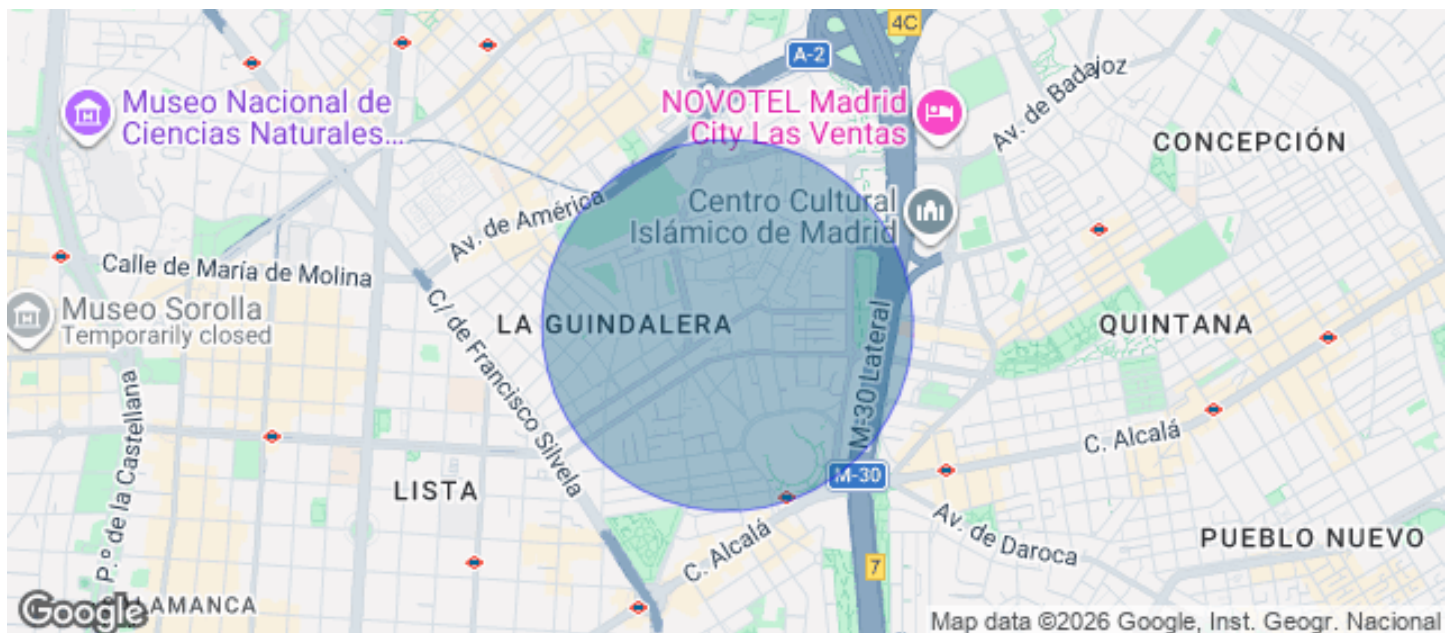 4C
A-2
Av. de Badajoz
Museo Nacional de
Ciencias Naturales...
NOVOTEL Madrid
City Las Ventas
CONCEPCIÓN
Centro Cultural
Islámico de Madrid
Av. de América
Calle de María de Molina
Museo Sorolla
Temporarily closed
C/ de Francisco Silvela
LA GUINDALERA
QUINTANA
M-30 Lateral
P.º de la Castellana
C. Alcalá
LISTA
M-30
Av. de Daroca
PUEBLO NUEVO
C. Alcalá
7
Google
Map data ©2026 Google, Inst. Geogr. Nacional